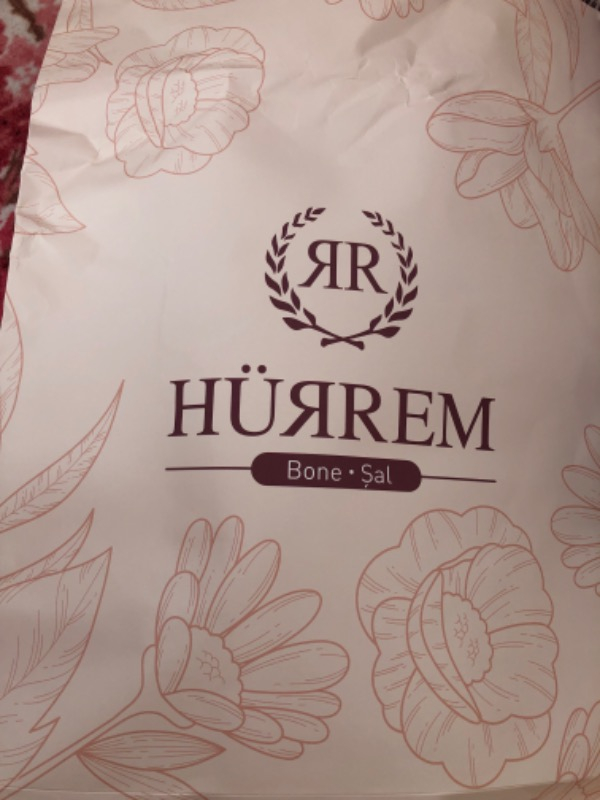 ЯR
HÜЯREM
Bone • Şal